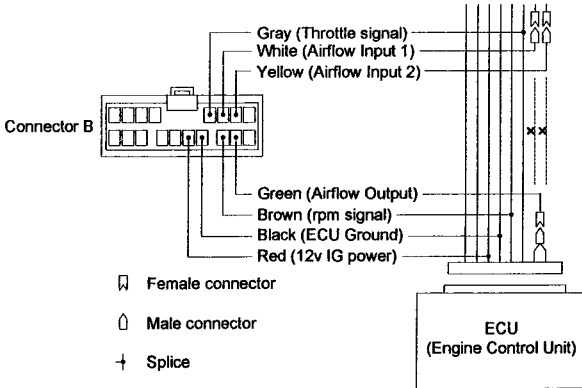 Gray (Throttle signal)
White (Airflow Input 1)
Yellow (Airflow Input 2)
Connector B
Green (Airflow Output)
Brown (rpm signal)
Black (ECU Ground)
Red (12v IG power)
Female connector
Male connector
Splice
ECU
(Engine Control Unit)